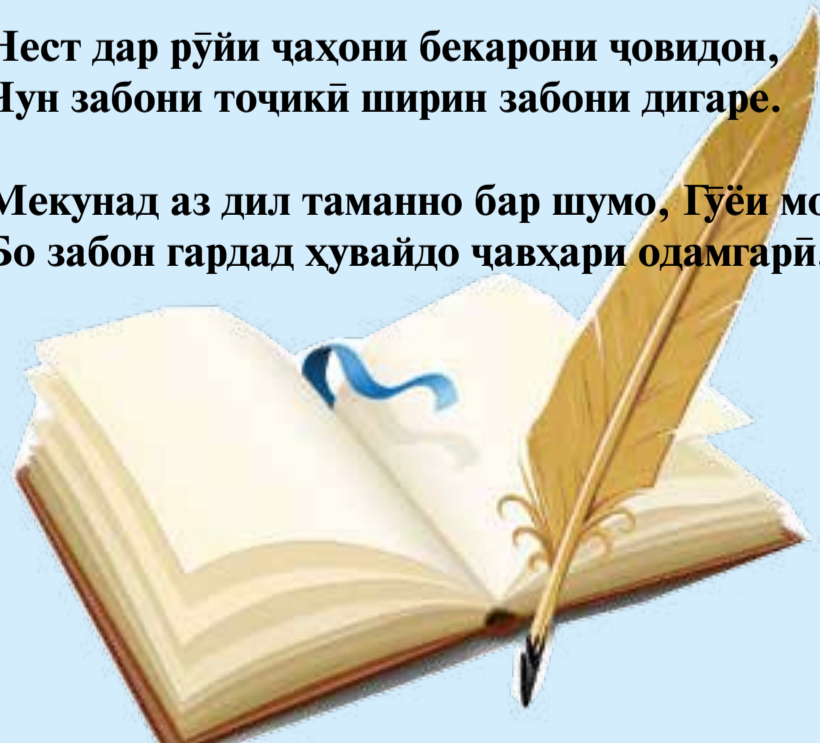 Нест дар рӯйи ҷаҳони бекарони ҷовидон,
Чун забони тоҷикӣ ширин забони дигаре.
Мекунад аз дил таманно бар шумо, Гӯёи мо
Бо забон гардад ҳувайдо ҷавҳари одамгарӣ.